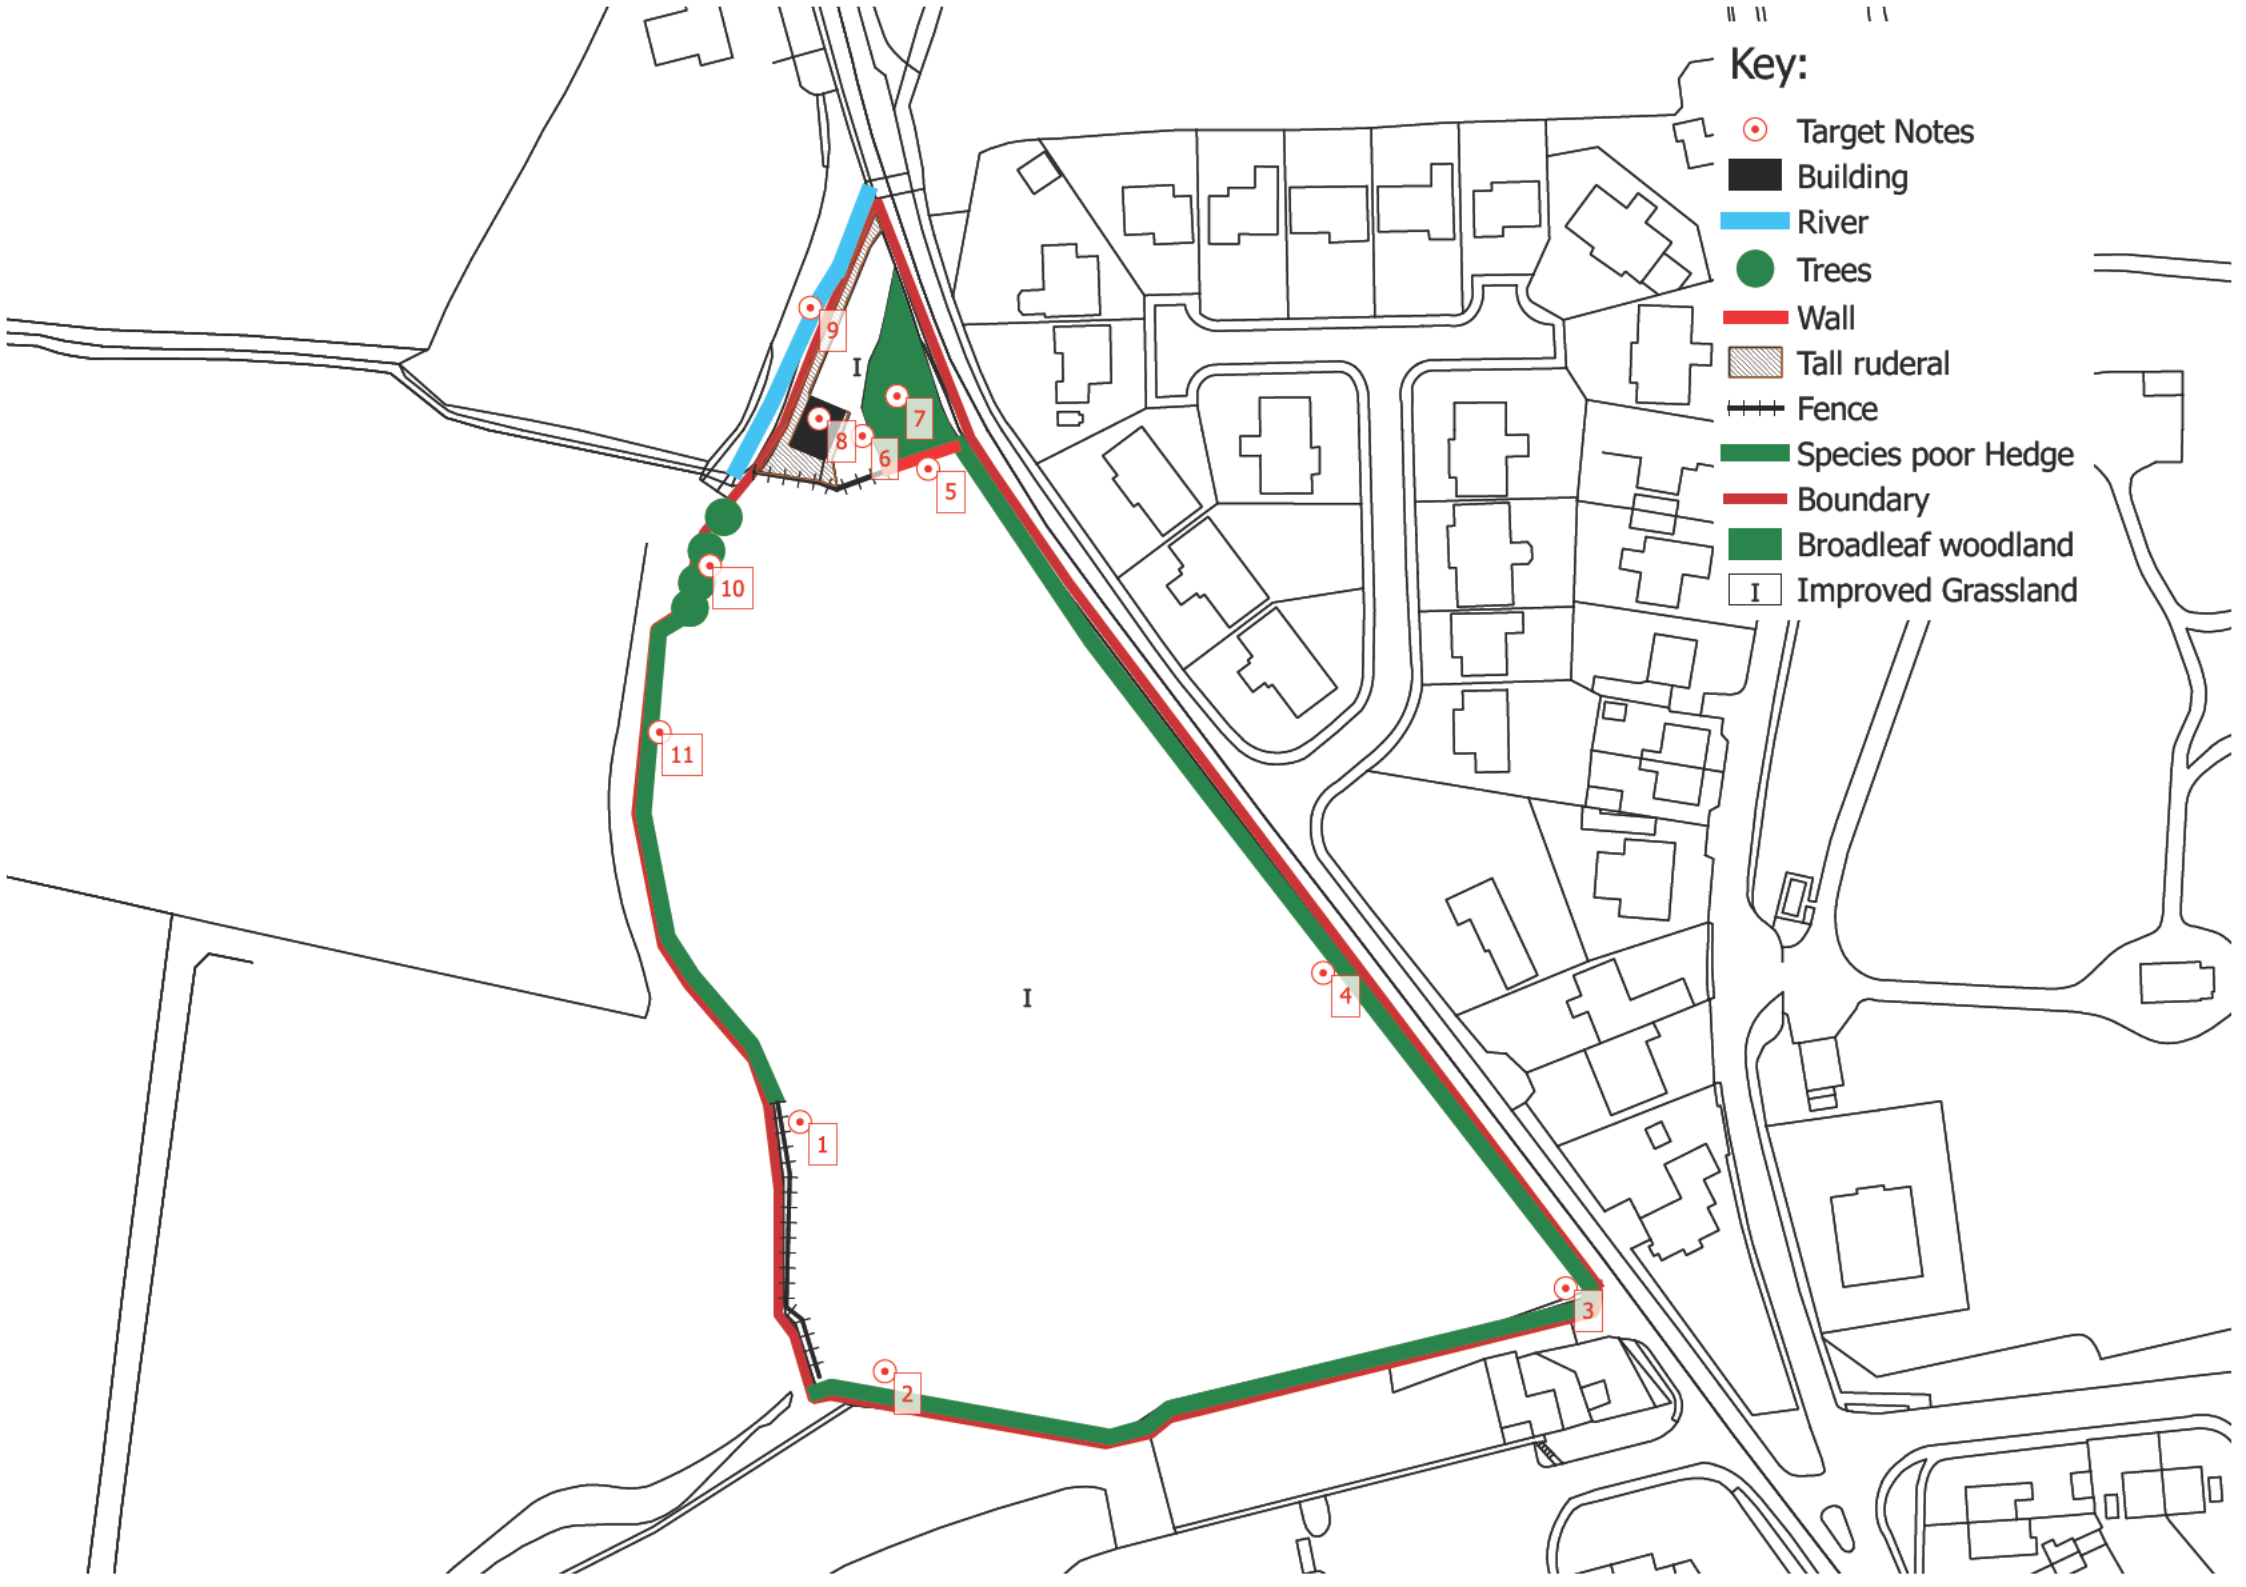 Key:
Target Notes
Building
River
Trees
Wall
Tall ruderal
Fence
Species poor Hedge
Boundary
Broadleaf woodland
I Improved Grassland
9
I
7
8
6
5
10
11
I
4
1
3
2